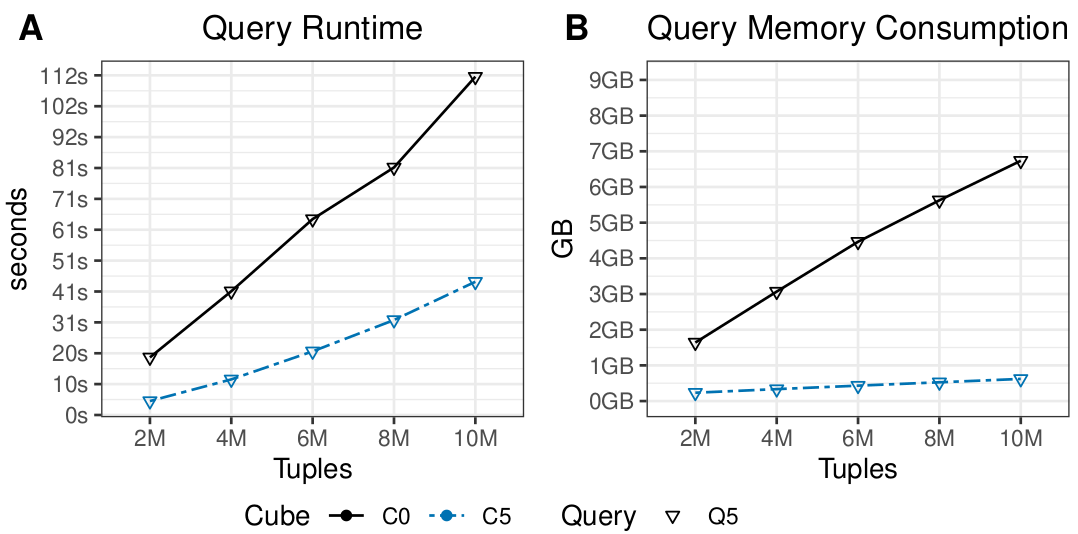 A
Query Runtime
seconds
112s
102s
92s
81s
71s
61s
51s
41s
31s
20s
10s
0s
2M 4M 6M 8M 10M
Tuples
B
Query Memory Consumption
GB
9GB
8GB
7GB
6GB
5GB
4GB
3GB
2GB
1GB
0GB
2M 4M 6M 8M 10M
Tuples
Cube C0 C5 Query Q5